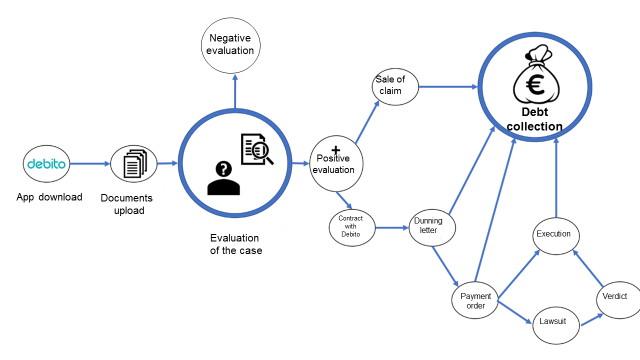 Negative
evaluation
debito
App download
Documents
upload
?
Evaluation
of the case
+
Positive
evaluation
Sale of
claim
€
Debt
collection
Contract
with
Debito
Dunning
letter
Payment
order
Execution
Lawsuit
Verdict